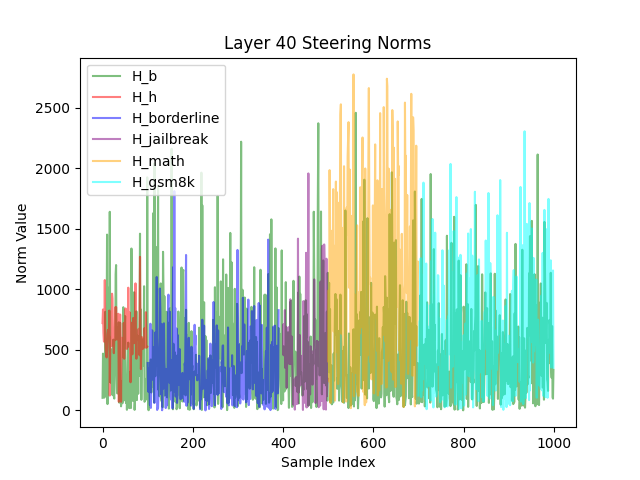 Layer 40 Steering Norms
H_b
H_h
H_borderline
H_jailbreak
H_math
H_gsm8k
Norm Value
2500
2000
1500
1000
500
0
0 200 400 600 800 1000
Sample Index